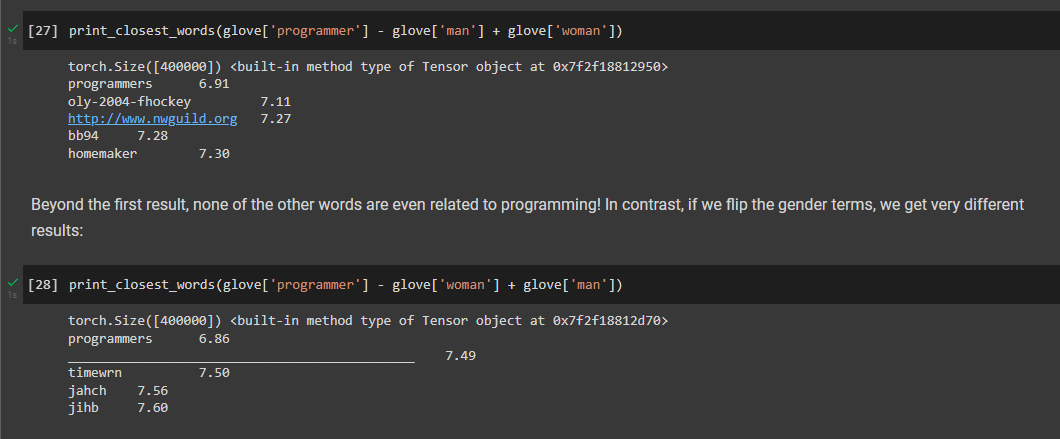 [27] print_closest_words(glove['programmer'] - glove['man'] + glove['woman'])
1s
torch.Size([400000]) <built-in method type of Tensor object at 0x7f2f18812950>
programmers 6.91
oly-2004-fhockey 7.11
http://www.nwguild.org 7.27
bb94 7.28
homemaker 7.30
Beyond the first result, none of the other words are even related to programming! In contrast, if we flip the gender terms, we get very different
results:
[28] print_closest_words(glove['programmer'] - glove['woman'] + glove['man'])
1s
torch.Size([400000]) <built-in method type of Tensor object at 0x7f2f18812d70>
programmers 6.86
__________________________________________ 7.49
timewrn 7.50
jahch 7.56
jihb 7.60